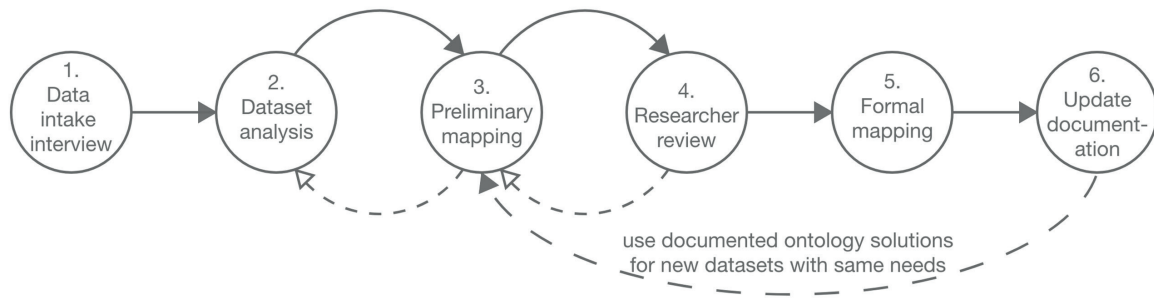 1.
Data
intake
interview
2.
Dataset
analysis
3.
Preliminary
mapping
4.
Researcher
review
5.
Formal
mapping
6.
Update
document-
ation
use documented ontology solutions
for new datasets with same needs